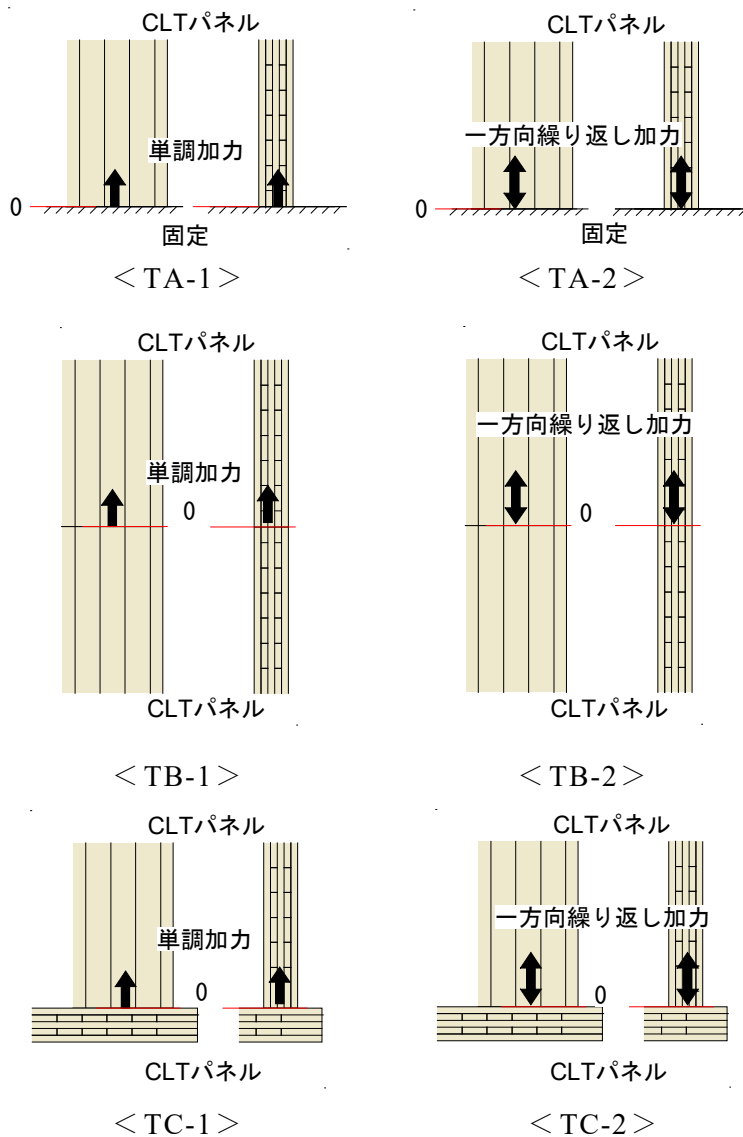 CLTパネル
単調加力
0
固定
＜TA-1＞
CLTパネル
一方向繰り返し加力
0
固定
＜TA-2＞
CLTパネル
単調加力
0
CLTパネル
＜TB-1＞
CLTパネル
一方向繰り返し加力
0
CLTパネル
＜TB-2＞
CLTパネル
単調加力
0
CLTパネル
＜TC-1＞
CLTパネル
一方向繰り返し加力
0
CLTパネル
＜TC-2＞